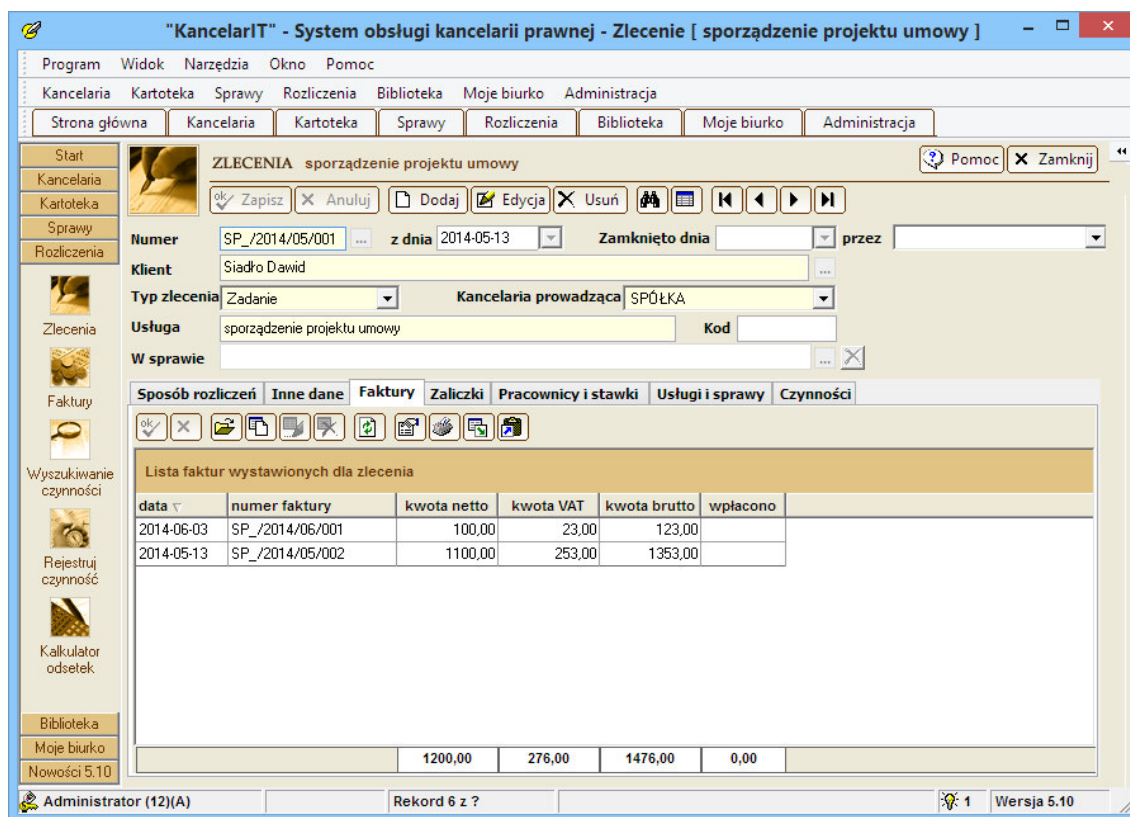 "KancelarIT" - System obsługi kancelarii prawnej - Zlecenie [ sporządzenie projektu umowy ]
Program Widok Narzędzia Okno Pomoc
Kancelaria Kartoteka Sprawy Rozliczenia Biblioteka Moje biurko Administracja
Strona główna Kancelaria Kartoteka Sprawy Rozliczenia Biblioteka Moje biurko Administracja
Start
Kancelaria
Kartoteka
Sprawy
Rozliczenia
Zlecenia
Faktury
Wyszukiwanie
czynności
Rejestruj
czynność
Kalkulator
odsetek
Biblioteka
Moje biurko
Nowości 5.10
ZLECENIA sporządzenie projektu umowy
Pomoc Zamknij
ok Zapisz Anuluj Dodaj Edycja Usuń
Numer SP_/2014/05/001 ... z dnia 2014-05-13 Zamknięto dnia przez
Klient Siadło Dawid ...
Typ zlecenia Zadanie Kancelaria prowadząca SPÓŁKA
Usługa sporządzenie projektu umowy Kod
W sprawie ...
Sposób rozliczeń Inne dane Faktury Zaliczki Pracownicy i stawki Usługi i sprawy Czynności
ok
Lista faktur wystawionych dla zlecenia
data numer faktury kwota netto kwota VAT kwota brutto wpłacono
2014-06-03 SP_/2014/06/001 100,00 23,00 123,00
2014-05-13 SP_/2014/05/002 1100,00 253,00 1353,00
1200,00 276,00 1476,00 0,00
Administrator (12)(A) Rekord 6 z ? 1 Wersja 5.10